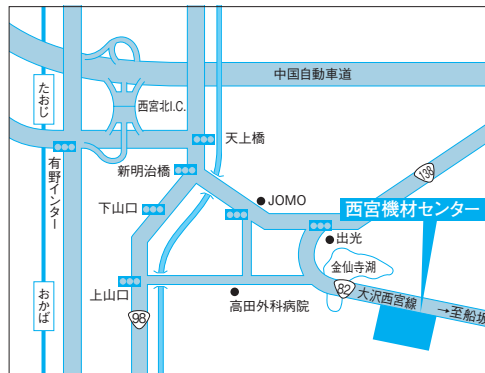 中国自動車道
たおじ
西宮北I.C.
天上橋
有野インター
新明治橋
138
JOMO
下山口
西宮機材センター
出光
金仙寺湖
上山口
82
大沢西宮線
→至船坂
おかば
高田外科病院
98